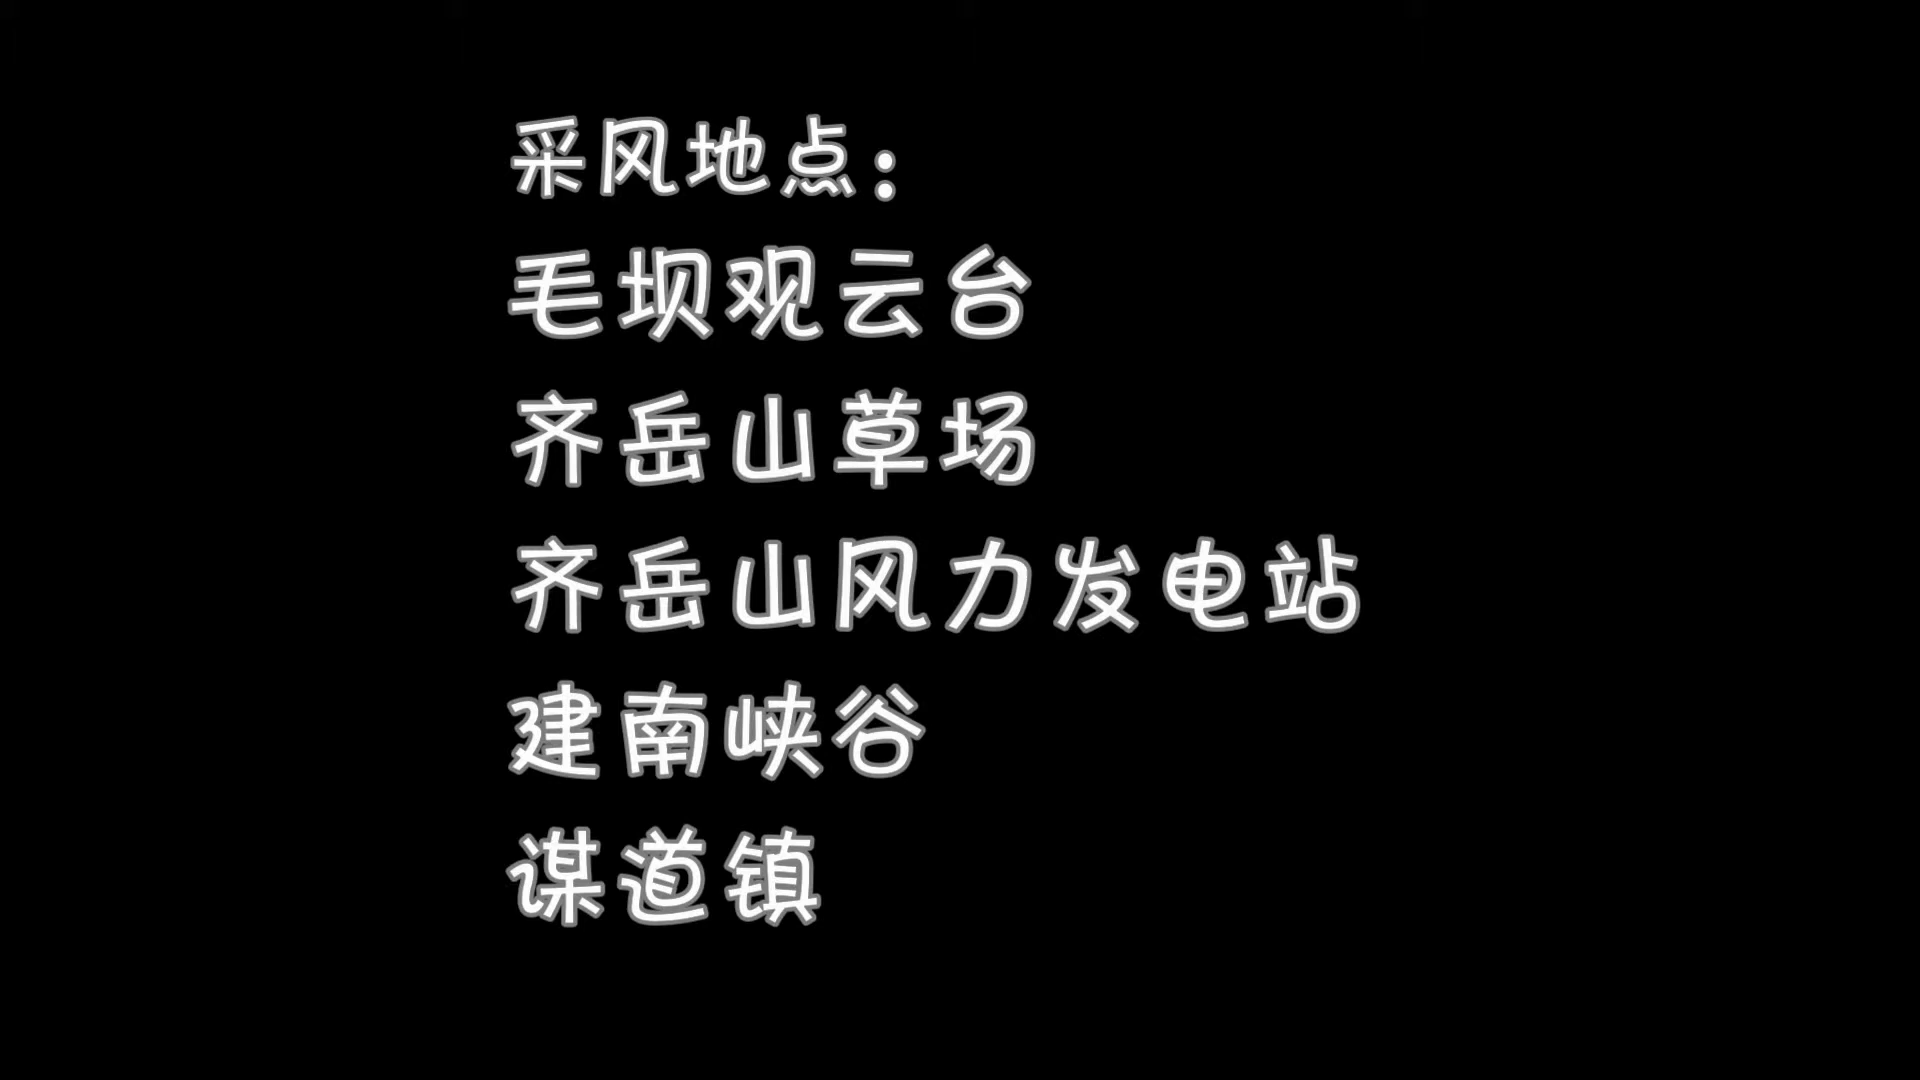 采风地点：
毛坝观云台
齐岳山草场
齐岳山风力发电站
建南峡谷
谋道镇